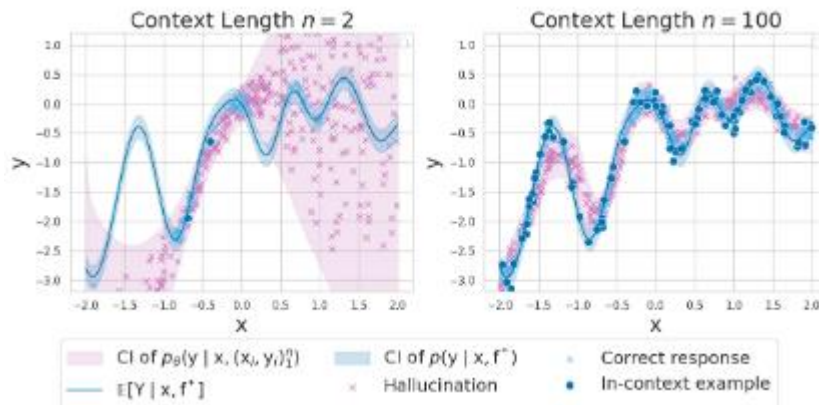 Context Length n = 2
Context Length n = 100
1.0
0.5
0.0
−0.5
−1.0
−1.5
−2.0
−2.5
−3.0
y
−2.0 −1.5 −1.0 −0.5 0.0 0.5 1.0 1.5 2.0
x
1.0
0.5
0.0
−0.5
−1.0
−1.5
−2.0
−2.5
−3.0
y
−2.0 −1.5 −1.0 −0.5 0.0 0.5 1.0 1.5 2.0
x
CI of pθ(y | x, (xᵢ, yᵢ)₁ⁿ) CI of p(y | x, f*) Correct response
𝔼[Y | x, f*] Hallucination In-context example